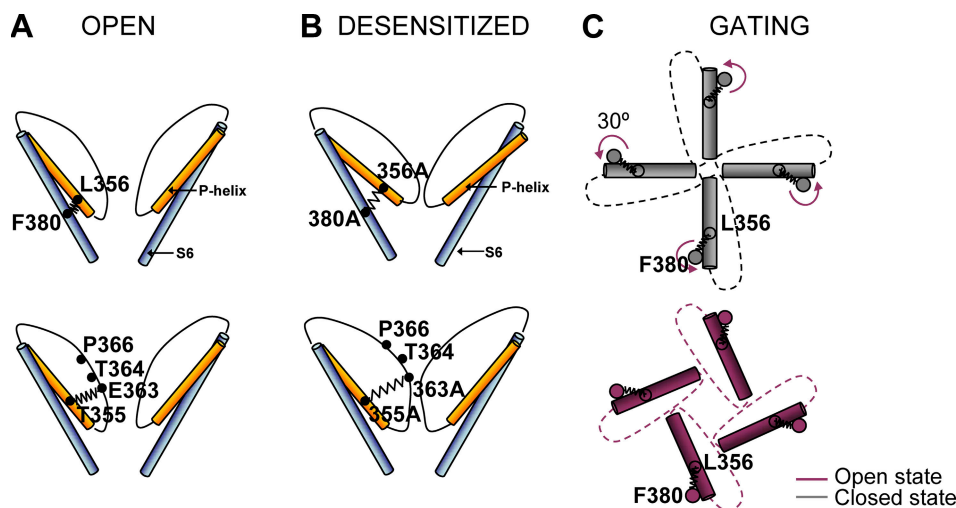 A OPEN
B DESENSITIZED
C GATING
L356
P-helix
F380
S6
356A
P-helix
380A
S6
30º
L356
F380
P366
T364
E363
T355
P366
T364
363A
355A
L356
F380
Open state
Closed state